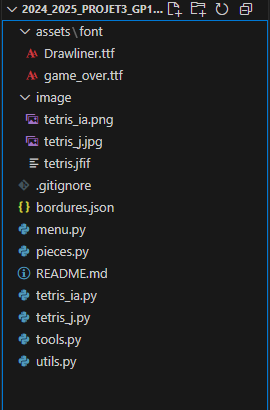 2024_2025_PROJET3_GP1...
assets\font
Drawliner.ttf
game_over.ttf
image
tetris_ia.png
tetris_j.jpg
tetris.jfif
.gitignore
bordures.json
menu.py
pieces.py
README.md
tetris_ia.py
tetris_j.py
tools.py
utils.py